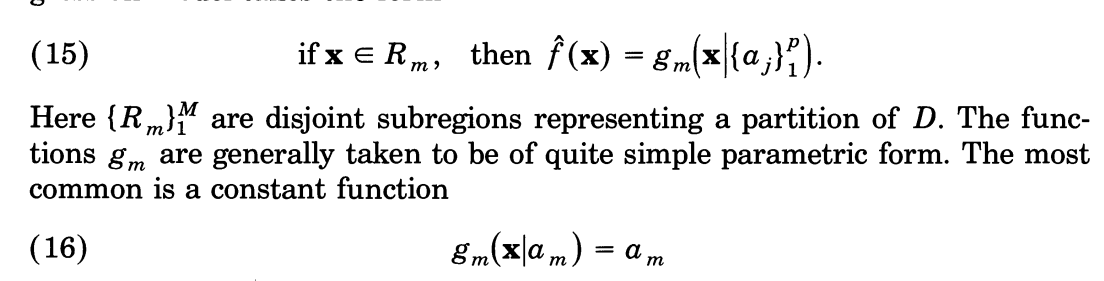 (15) if x ∈ R_m, then f̂(x) = g_m(x|{a_j}_1^p).
Here {R_m}_1^M are disjoint subregions representing a partition of D. The func-
tions g_m are generally taken to be of quite simple parametric form. The most
common is a constant function
(16) g_m(x|a_m) = a_m